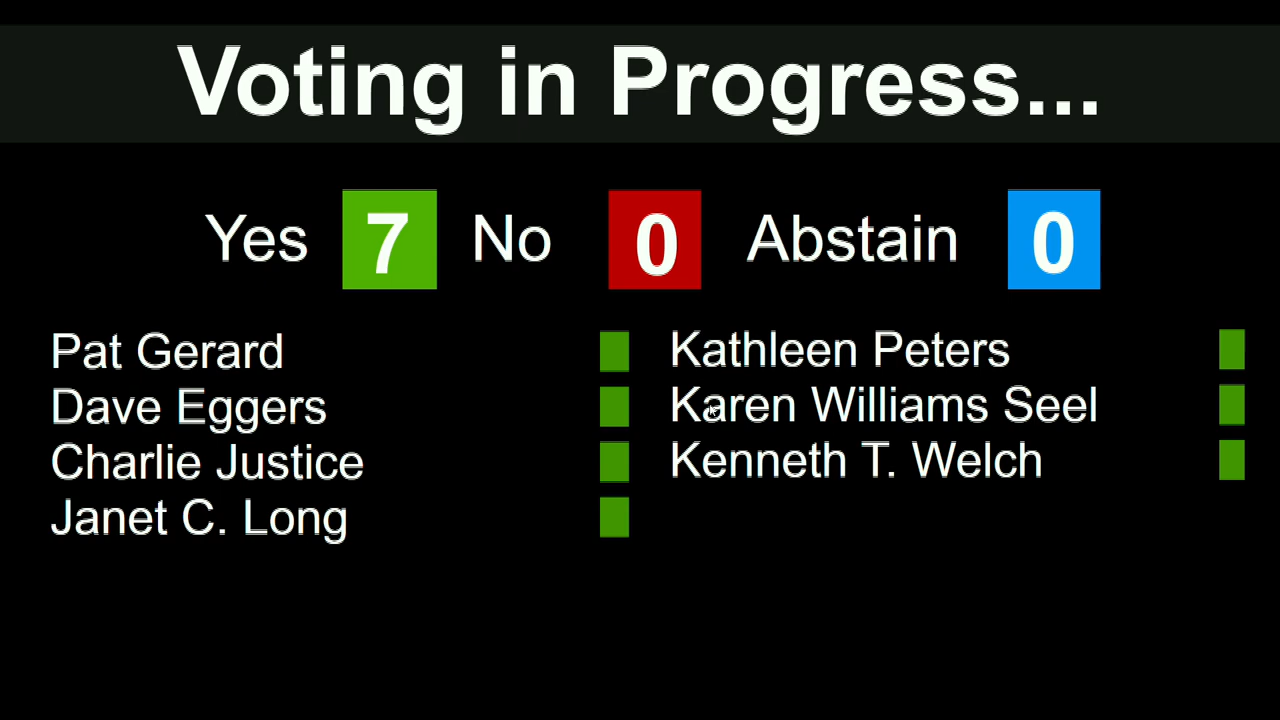 Voting in Progress...
Yes 7 No 0 Abstain 0
Pat Gerard
Dave Eggers
Charlie Justice
Janet C. Long
Kathleen Peters
Karen Williams Seel
Kenneth T. Welch